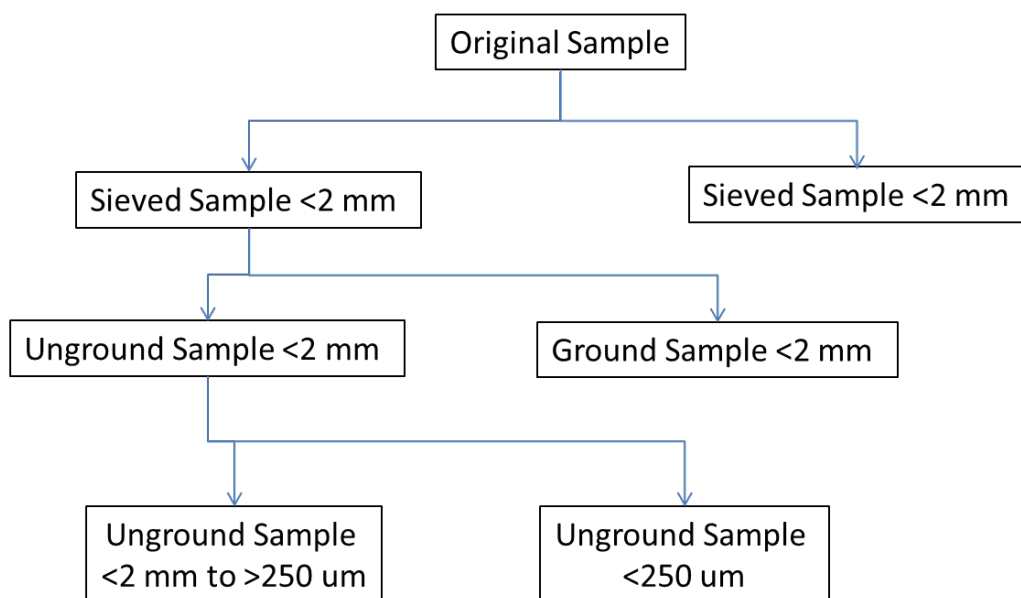 Original Sample
Sieved Sample <2 mm
Sieved Sample <2 mm
Unground Sample <2 mm
Ground Sample <2 mm
Unground Sample
<2 mm to >250 um
Unground Sample
<250 um